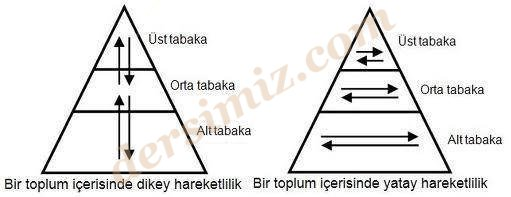 Üst tabaka
Orta tabaka
Alt tabaka
Bir toplum içerisinde dikey hareketlilik
Üst tabaka
Orta tabaka
Alt tabaka
Bir toplum içerisinde yatay hareketlilik
dersimiz.com